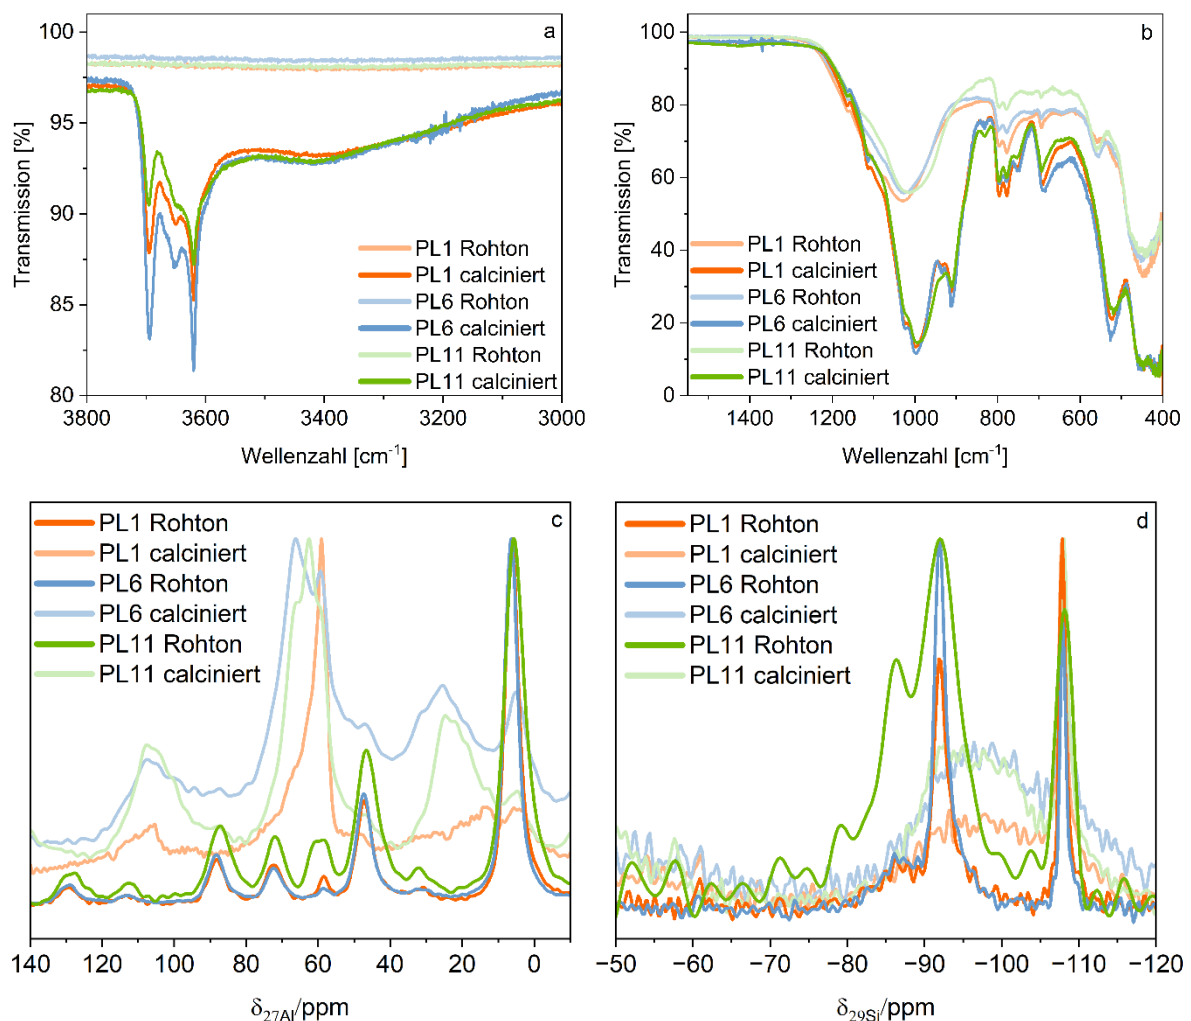 a
Transmission [%]
100
95
90
85
80
PL1 Rohton
PL1 calciniert
PL6 Rohton
PL6 calciniert
PL11 Rohton
PL11 calciniert
3800 3600 3400 3200 3000
Wellenzahl [cm⁻¹]
b
Transmission [%]
100
80
60
40
20
0
PL1 Rohton
PL1 calciniert
PL6 Rohton
PL6 calciniert
PL11 Rohton
PL11 calciniert
1400 1200 1000 800 600 400
Wellenzahl [cm⁻¹]
c
PL1 Rohton
PL1 calciniert
PL6 Rohton
PL6 calciniert
PL11 Rohton
PL11 calciniert
140 120 100 80 60 40 20 0
δ₂₇Al/ppm
d
PL1 Rohton
PL1 calciniert
PL6 Rohton
PL6 calciniert
PL11 Rohton
PL11 calciniert
−50 −60 −70 −80 −90 −100 −110 −120
δ₂₉Si/ppm